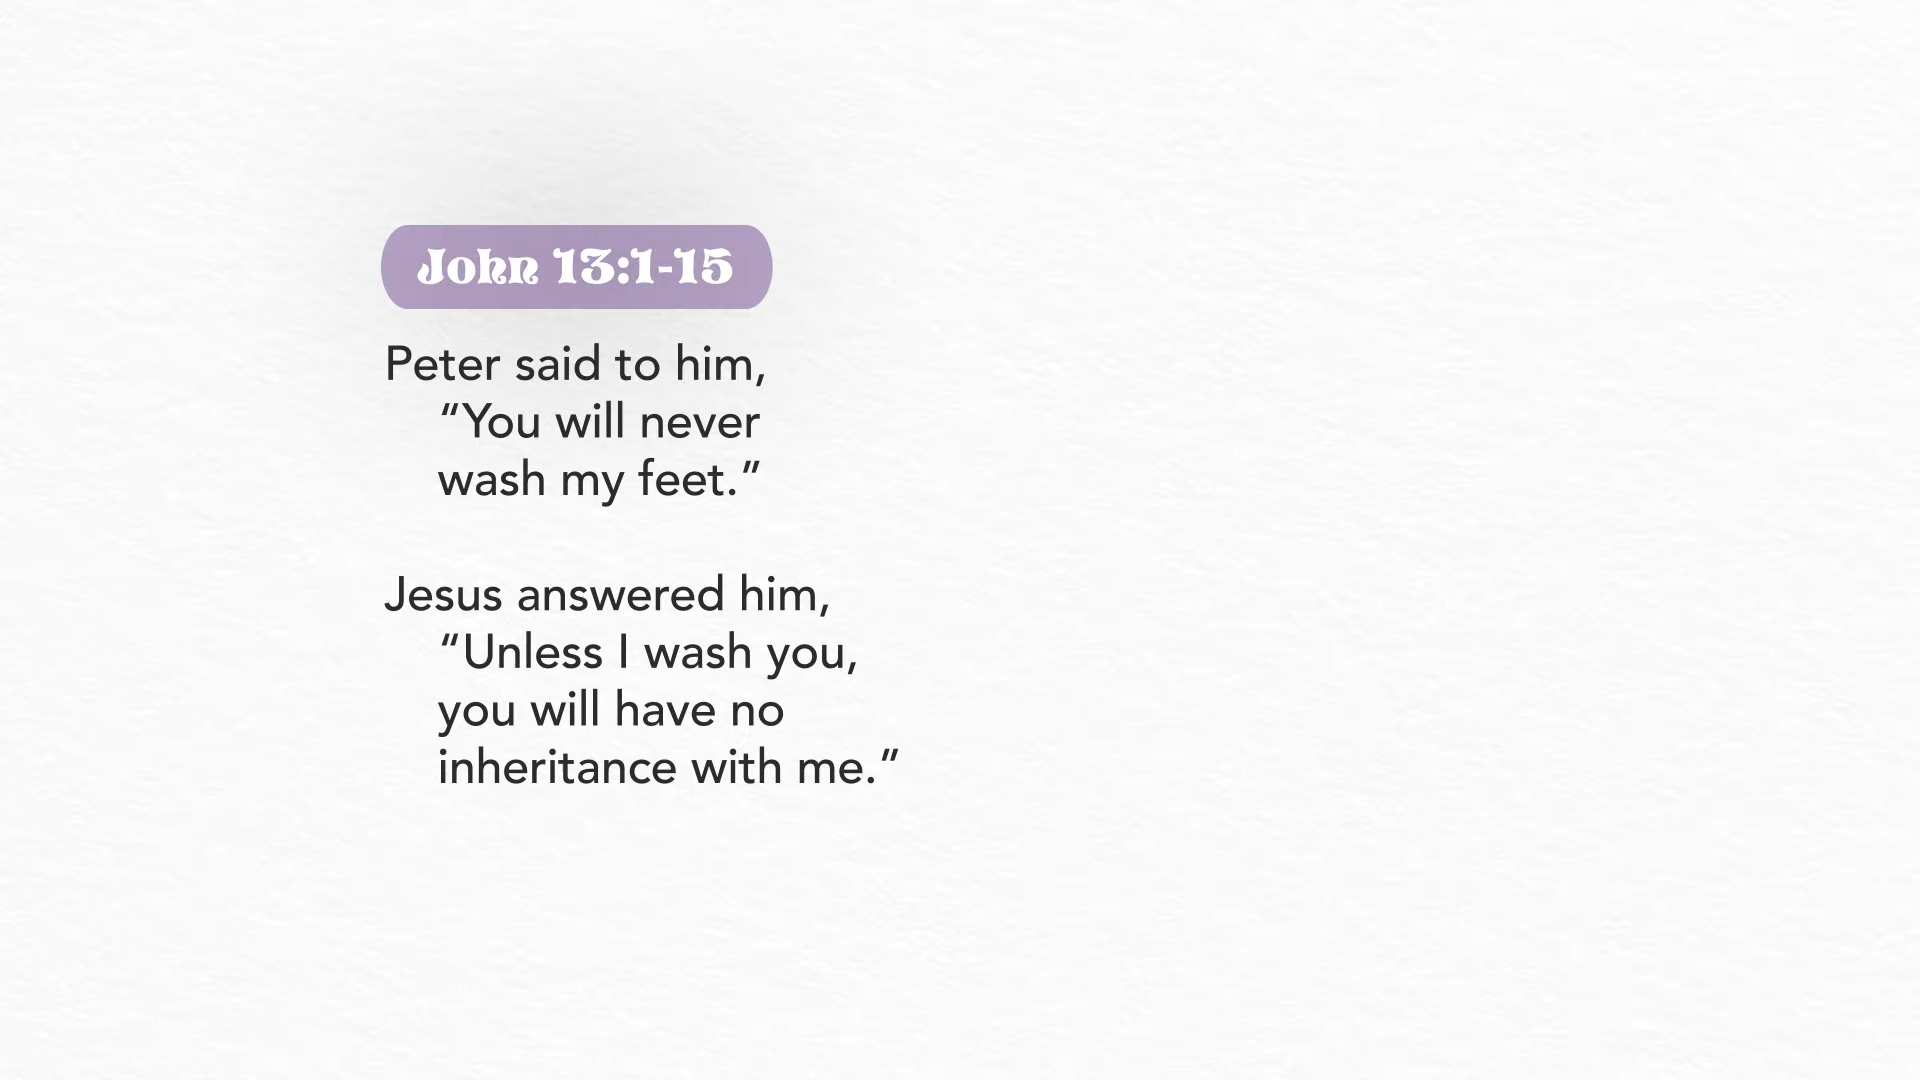 John 13:1-15
Peter said to him,
“You will never
wash my feet.”
Jesus answered him,
“Unless I wash you,
you will have no
inheritance with me.”